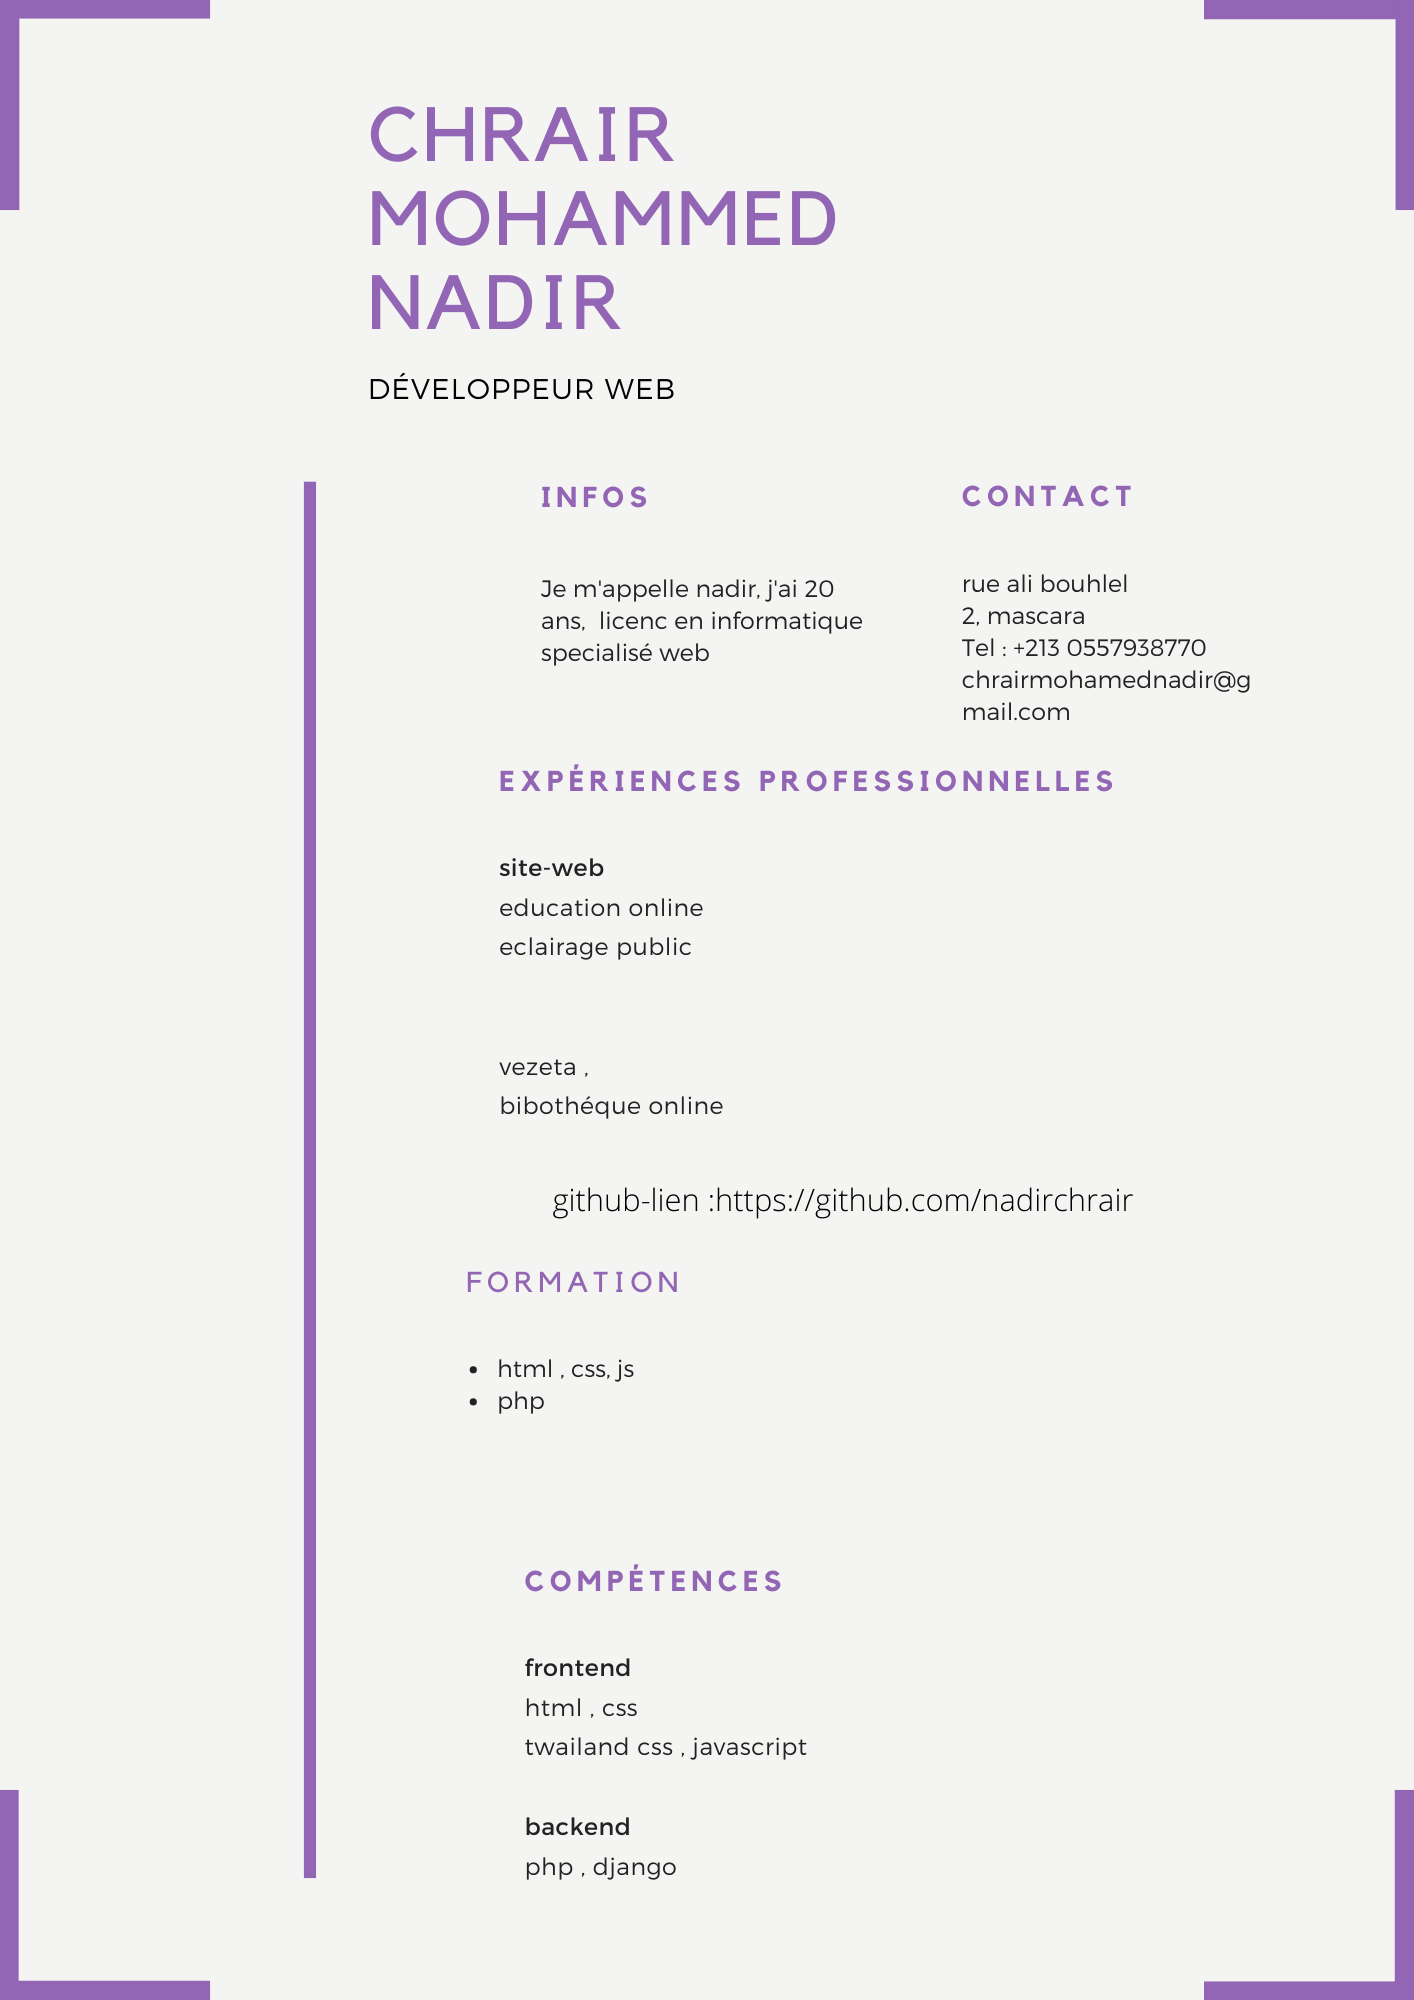 CHRAIR
MOHAMMED
NADIR
DÉVELOPPEUR WEB
INFOS
Je m'appelle nadir, j'ai 20
ans,  licenc en informatique
specialisé web
CONTACT
rue ali bouhlel
2, mascara
Tel : +213 0557938770
chrairmohamednadir@g
mail.com
EXPÉRIENCES PROFESSIONNELLES
site-web
education online
eclairage public
vezeta ,
bibothéque online
github-lien :https://github.com/nadirchrair
FORMATION
• html , css, js
• php
COMPÉTENCES
frontend
html , css
twailand css , javascript
backend
php , django